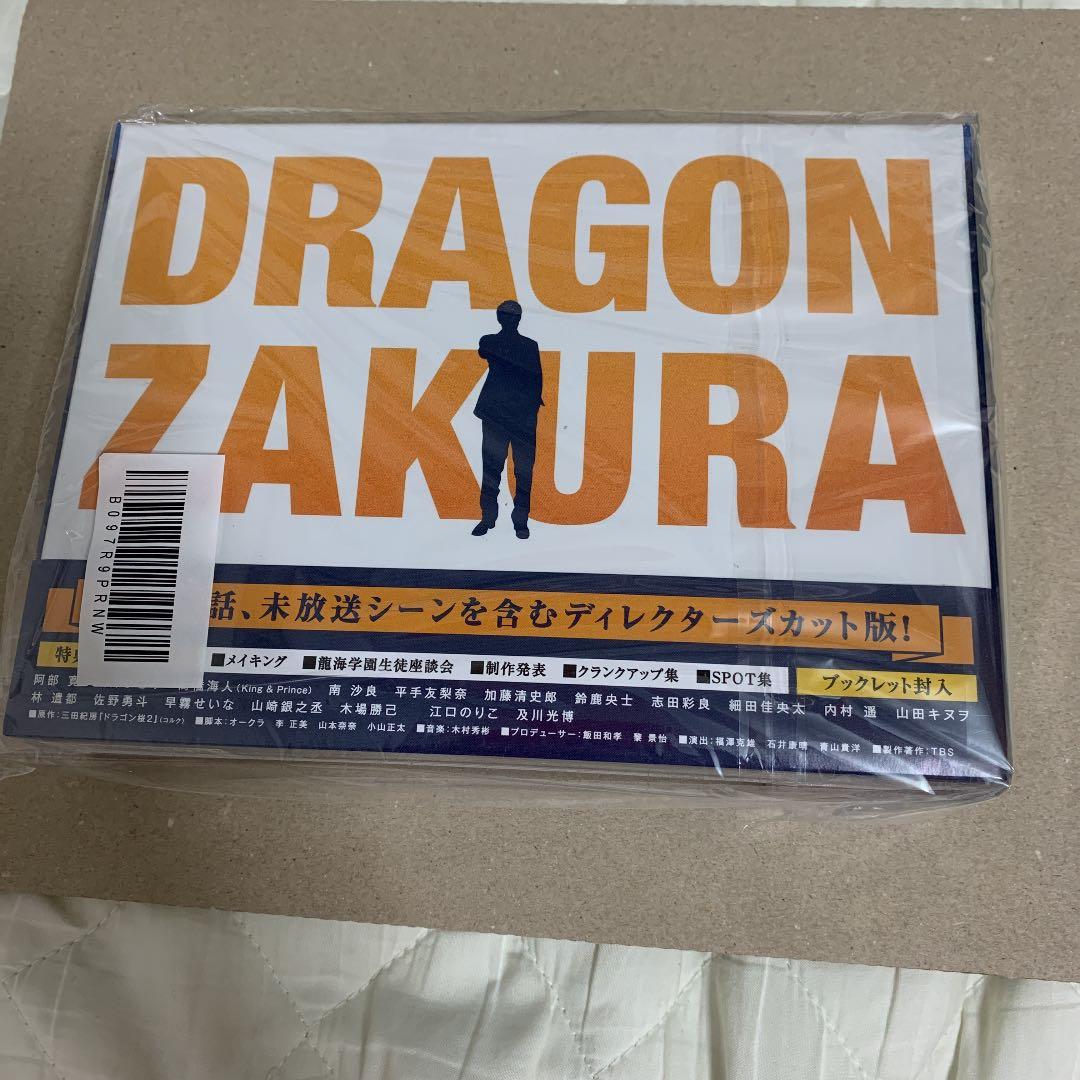 DRAGON
ZAKURA
B097R9PRNW
話、未放送シーンを含むディレクターズカット版!
特 ■メイキング ■龍海学園生徒座談会 ■制作発表 ■クランクアップ集 ■SPOT集 ブックレット封入
阿部 海人(King & Prince) 南 沙良 平手友梨奈 加藤清史郎 鈴鹿央士 志田彩良 細田佳央太 内村 遥 山田キヌヲ
林 遣都 佐野勇斗 早霧せいな 山崎銀之丞 木場勝己 江口のりこ 及川光博
■原作:三田紀房『ドラゴン桜2』(コルク) ■脚本:オークラ 李 正美 山本奈奈 小山正太 ■音楽:木村秀彬 ■プロデューサー:飯田和孝 黎 景怡 ■演出:福澤克雄 石井康晴 青山貴洋 ■製作著作:TBS